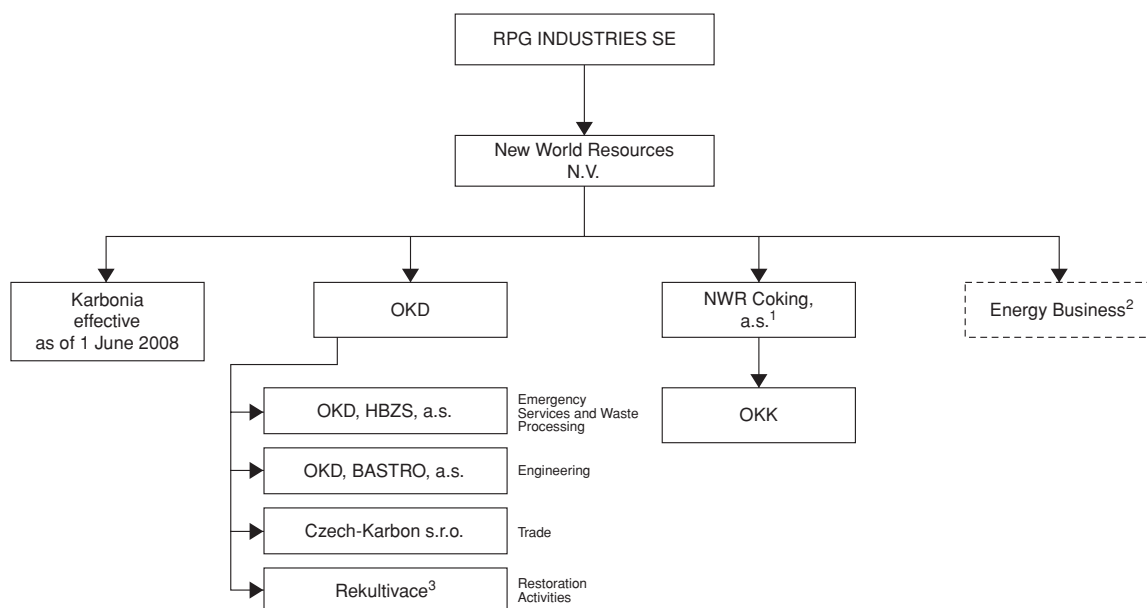 RPG INDUSTRIES SE
New World Resources
N.V.
Karbonia
effective
as of 1 June 2008
OKD
NWR Coking,
a.s.1
Energy Business2
OKD, HBZS, a.s.
Emergency
Services and Waste
Processing
OKK
OKD, BASTRO, a.s.
Engineering
Czech-Karbon s.r.o.
Trade
Rekultivace3
Restoration
Activities